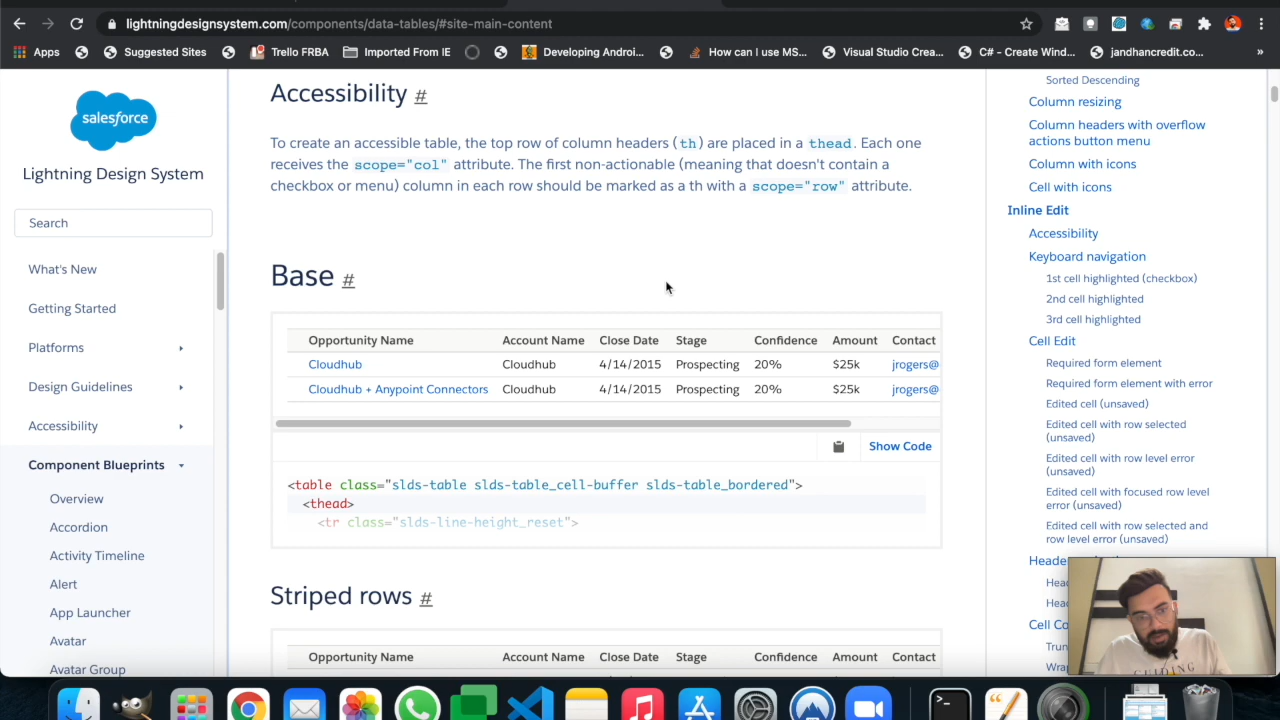 lightningdesignsystem.com/components/data-tables/#site-main-content
Apps
Suggested Sites
Trello FRBA
Imported From IE
Developing Androi...
How can I use MS...
Visual Studio Crea...
C# - Create Wind...
jandhancredit.co...
»
salesforce
Lightning Design System
Search
What's New
Getting Started
Platforms
Design Guidelines
Accessibility
Component Blueprints
Overview
Accordion
Activity Timeline
Alert
App Launcher
Avatar
Avatar Group
Accessibility #
To create an accessible table, the top row of column headers (th) are placed in a thead. Each one
receives the scope="col" attribute. The first non-actionable (meaning that doesn't contain a
checkbox or menu) column in each row should be marked as a th with a scope="row" attribute.
Base #
Opportunity Name Account Name Close Date Stage Confidence Amount Contact
Cloudhub Cloudhub 4/14/2015 Prospecting 20% $25k jrogers@
Cloudhub + Anypoint Connectors Cloudhub 4/14/2015 Prospecting 20% $25k jrogers@
Show Code
<table class="slds-table slds-table_cell-buffer slds-table_bordered">
<thead>
<tr class="slds-line-height_reset">
Striped rows #
Opportunity Name Account Name Close Date Stage Confidence Amount Contact
Sorted Descending
Column resizing
Column headers with overflow
actions button menu
Column with icons
Cell with icons
Inline Edit
Accessibility
Keyboard navigation
1st cell highlighted (checkbox)
2nd cell highlighted
3rd cell highlighted
Cell Edit
Required form element
Required form element with error
Edited cell (unsaved)
Edited cell with row selected
(unsaved)
Edited cell with row level error
(unsaved)
Edited cell with focused row level
error (unsaved)
Edited cell with row selected and
row level error (unsaved)
Heade
Hea
Hea
Cell Co
Trun
Wrap
GUIDING